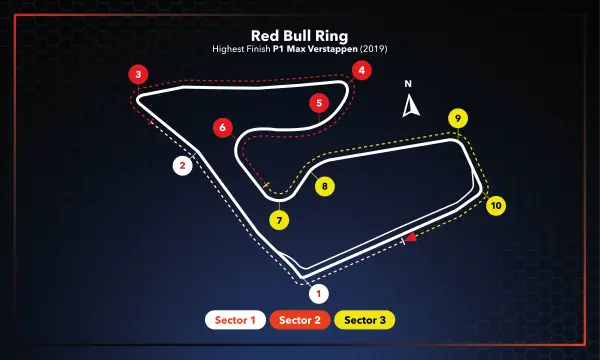 Red Bull Ring
Highest Finish P1 Max Verstappen (2019)
3
4
N
5
9
6
2
8
10
7
1
Sector 1
Sector 2
Sector 3